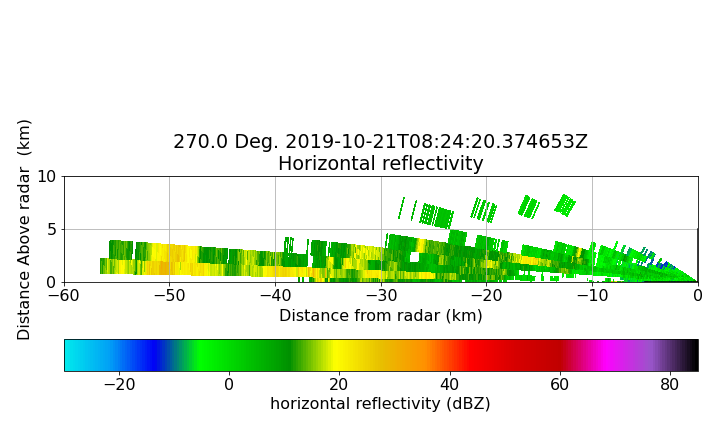 270.0 Deg. 2019-10-21T08:24:20.374653Z
Horizontal reflectivity
Distance Above radar  (km)
10
5
0
−60 −50 −40 −30 −20 −10 0
Distance from radar (km)
−20 0 20 40 60 80
horizontal reflectivity (dBZ)